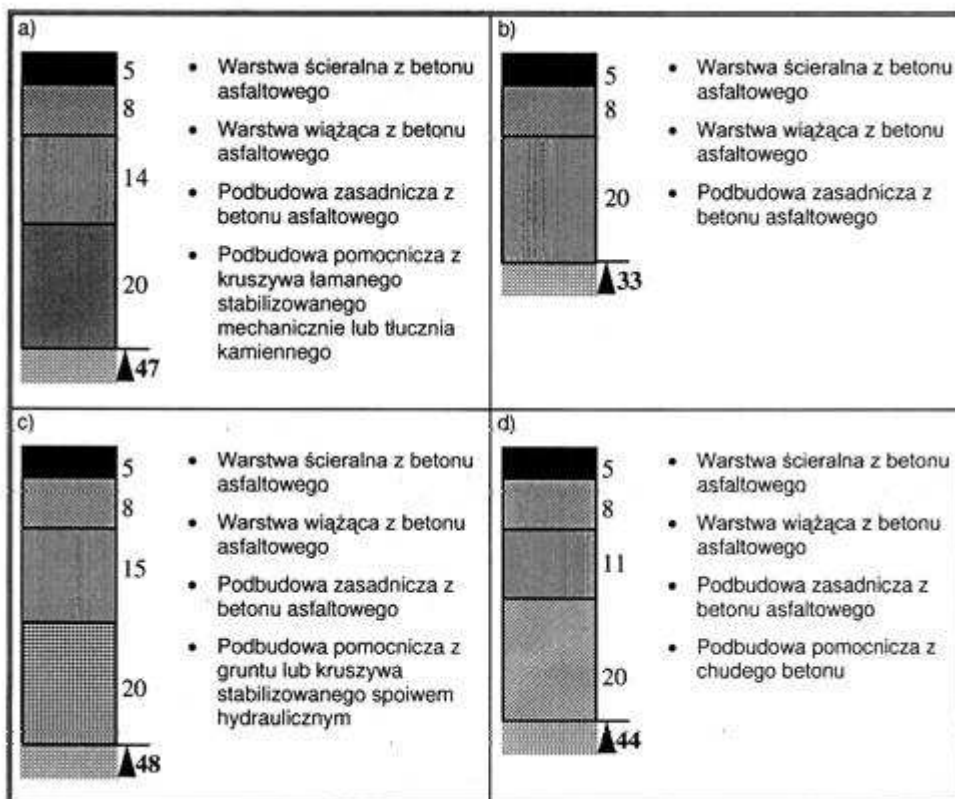 a)
5
8
14
20
47
• Warstwa ścieralna z betonu
asfaltowego
• Warstwa wiążąca z betonu
asfaltowego
• Podbudowa zasadnicza z
betonu asfaltowego
• Podbudowa pomocnicza z
kruszywa łamanego
stabilizowanego
mechanicznie lub tłucznia
kamiennego
b)
5
8
20
33
• Warstwa ścieralna z betonu
asfaltowego
• Warstwa wiążąca z betonu
asfaltowego
• Podbudowa zasadnicza z
betonu asfaltowego
c)
5
8
15
20
48
• Warstwa ścieralna z betonu
asfaltowego
• Warstwa wiążąca z betonu
asfaltowego
• Podbudowa zasadnicza z
betonu asfaltowego
• Podbudowa pomocnicza z
gruntu lub kruszywa
stabilizowanego spoiwem
hydraulicznym
d)
5
8
11
20
44
• Warstwa ścieralna z betonu
asfaltowego
• Warstwa wiążąca z betonu
asfaltowego
• Podbudowa zasadnicza z
betonu asfaltowego
• Podbudowa pomocnicza z
chudego betonu